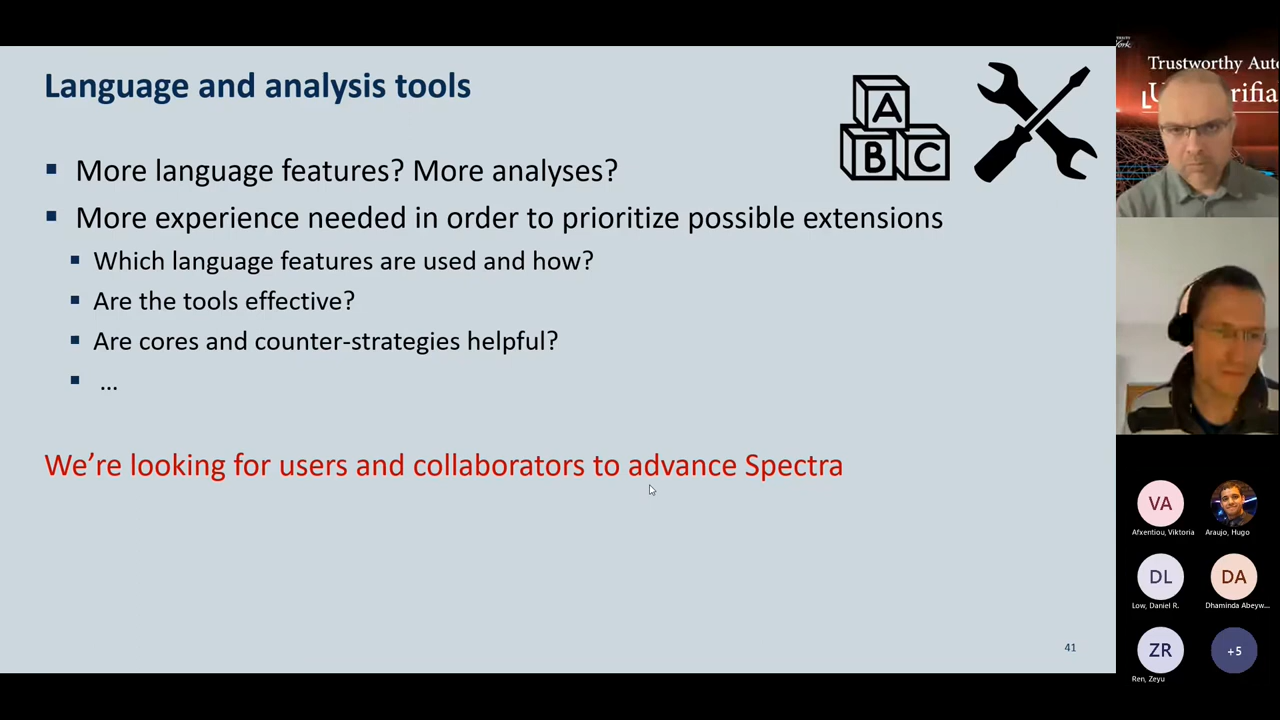 Language and analysis tools
A
B C
More language features? More analyses?
More experience needed in order to prioritize possible extensions
Which language features are used and how?
Are the tools effective?
Are cores and counter-strategies helpful?
...
We're looking for users and collaborators to advance Spectra
41
Trustworthy Aut
VA
Afxentiou, Viktoria
Araujo, Hugo
DL
DA
Low, Daniel R.
Dhaminda Abeyw...
ZR
+5
Ren, Zeyu